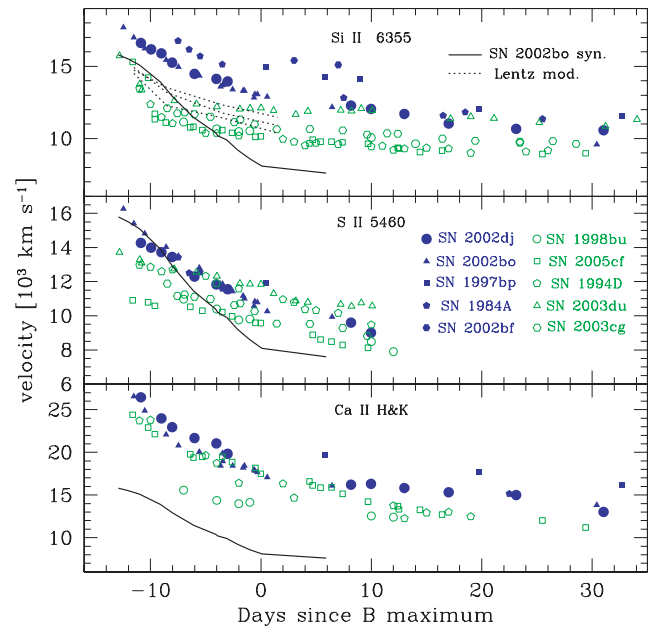 Si II 6355
SN 2002bo syn.
Lentz mod.
15
10
S II 5460
SN 2002dj
SN 2002bo
SN 1997bp
SN 1984A
SN 2002bf
SN 1998bu
SN 2005cf
SN 1994D
SN 2003du
SN 2003cg
16
14
12
10
8
6
velocity [10³ km s⁻¹]
Ca II H&K
25
20
15
10
−10 0 10 20 30
Days since B maximum